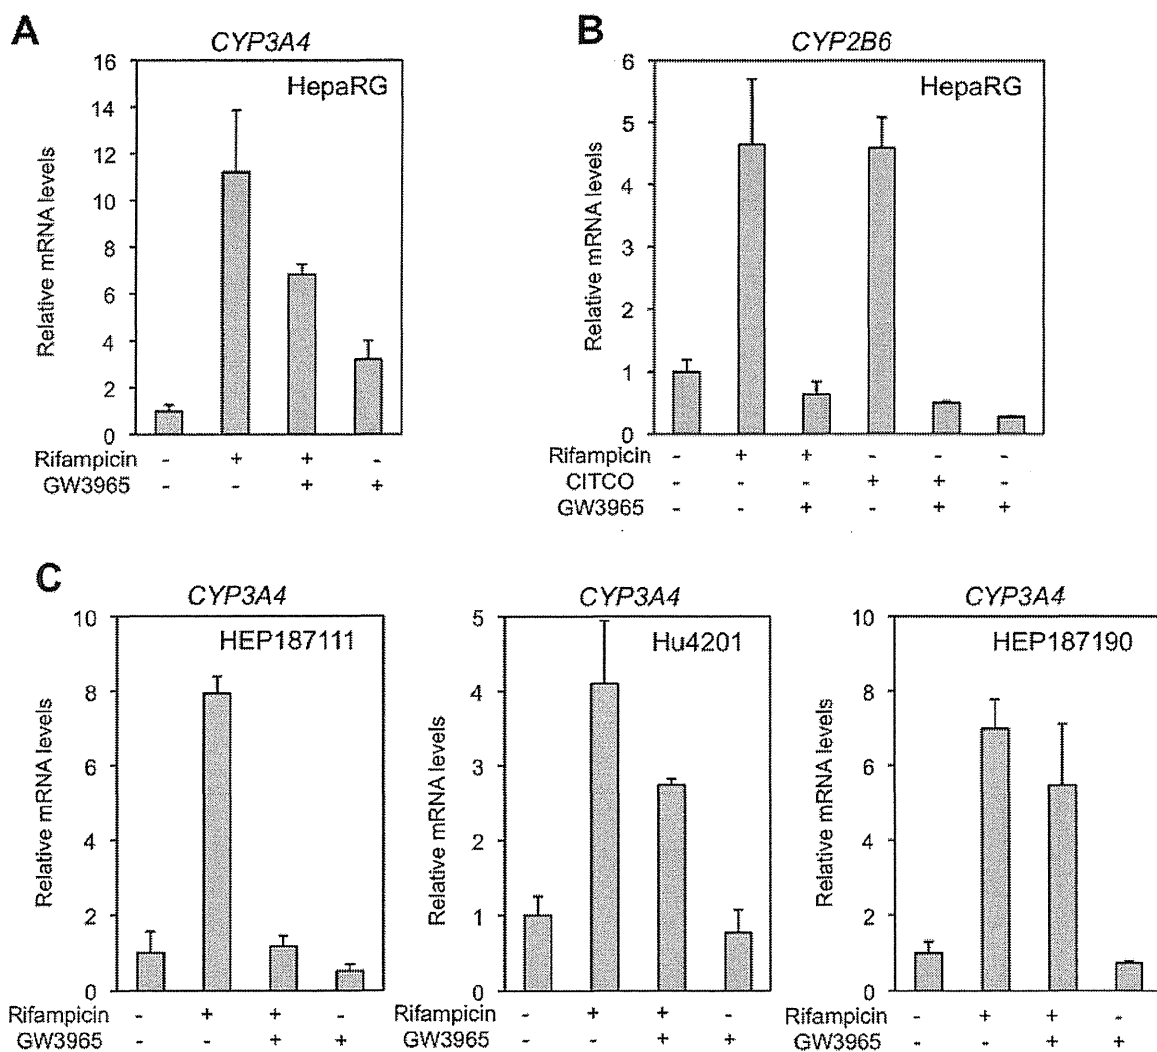 A
CYP3A4
HepaRG
Relative mRNA levels
16
14
12
10
8
6
4
2
0
Rifampicin - + + -
GW3965 - - + +
B
CYP2B6
HepaRG
Relative mRNA levels
6
5
4
3
2
1
0
Rifampicin - + + - - -
CITCO - - - + + -
GW3965 - - + - + +
C
CYP3A4
HEP187111
Relative mRNA levels
10
8
6
4
2
0
Rifampicin - + + -
GW3965 - - + +
CYP3A4
Hu4201
Relative mRNA levels
5
4
3
2
1
0
Rifampicin - + + -
GW3965 - - + +
CYP3A4
HEP187190
Relative mRNA levels
10
8
6
4
2
0
Rifampicin - + + -
GW3965 - - + +